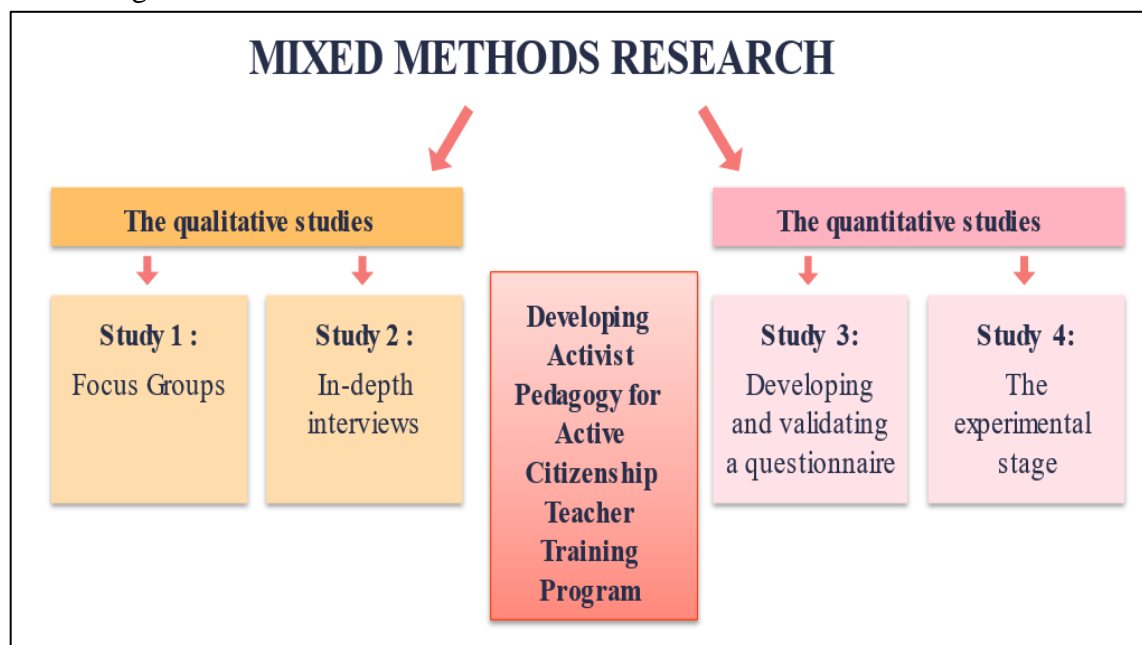 MIXED METHODS RESEARCH
The qualitative studies
The quantitative studies
Study 1 :
Focus Groups
Study 2 :
In-depth
interviews
Developing
Activist
Pedagogy for
Active
Citizenship
Teacher
Training
Program
Study 3:
Developing
and validating
a questionnaire
Study 4:
The
experimental
stage